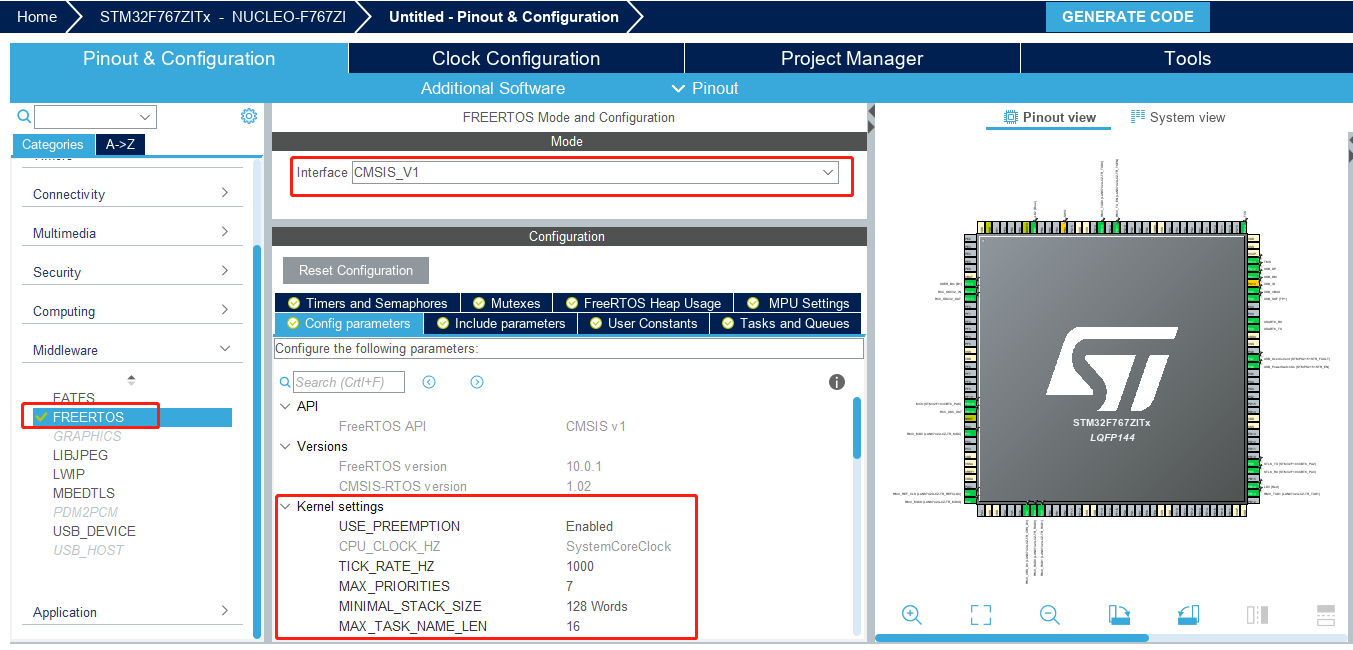 Home STM32F767ZITx - NUCLEO-F767ZI Untitled - Pinout & Configuration GENERATE CODE
Pinout & Configuration Clock Configuration Project Manager Tools
Additional Software Pinout
Categories A->Z
Timers
Connectivity
Multimedia
Security
Computing
Middleware
FATFS
FREERTOS
GRAPHICS
LIBJPEG
LWIP
MBEDTLS
PDM2PCM
USB_DEVICE
USB_HOST
Application
FREERTOS Mode and Configuration
Mode
Interface CMSIS_V1
Configuration
Reset Configuration
Timers and Semaphores Mutexes FreeRTOS Heap Usage MPU Settings
Config parameters Include parameters User Constants Tasks and Queues
Configure the following parameters:
Search (Crtl+F)
API
FreeRTOS API CMSIS v1
Versions
FreeRTOS version 10.0.1
CMSIS-RTOS version 1.02
Kernel settings
USE_PREEMPTION Enabled
CPU_CLOCK_HZ SystemCoreClock
TICK_RATE_HZ 1000
MAX_PRIORITIES 7
MINIMAL_STACK_SIZE 128 Words
MAX_TASK_NAME_LEN 16
Pinout view System view
ST
STM32F767ZITx
LQFP144